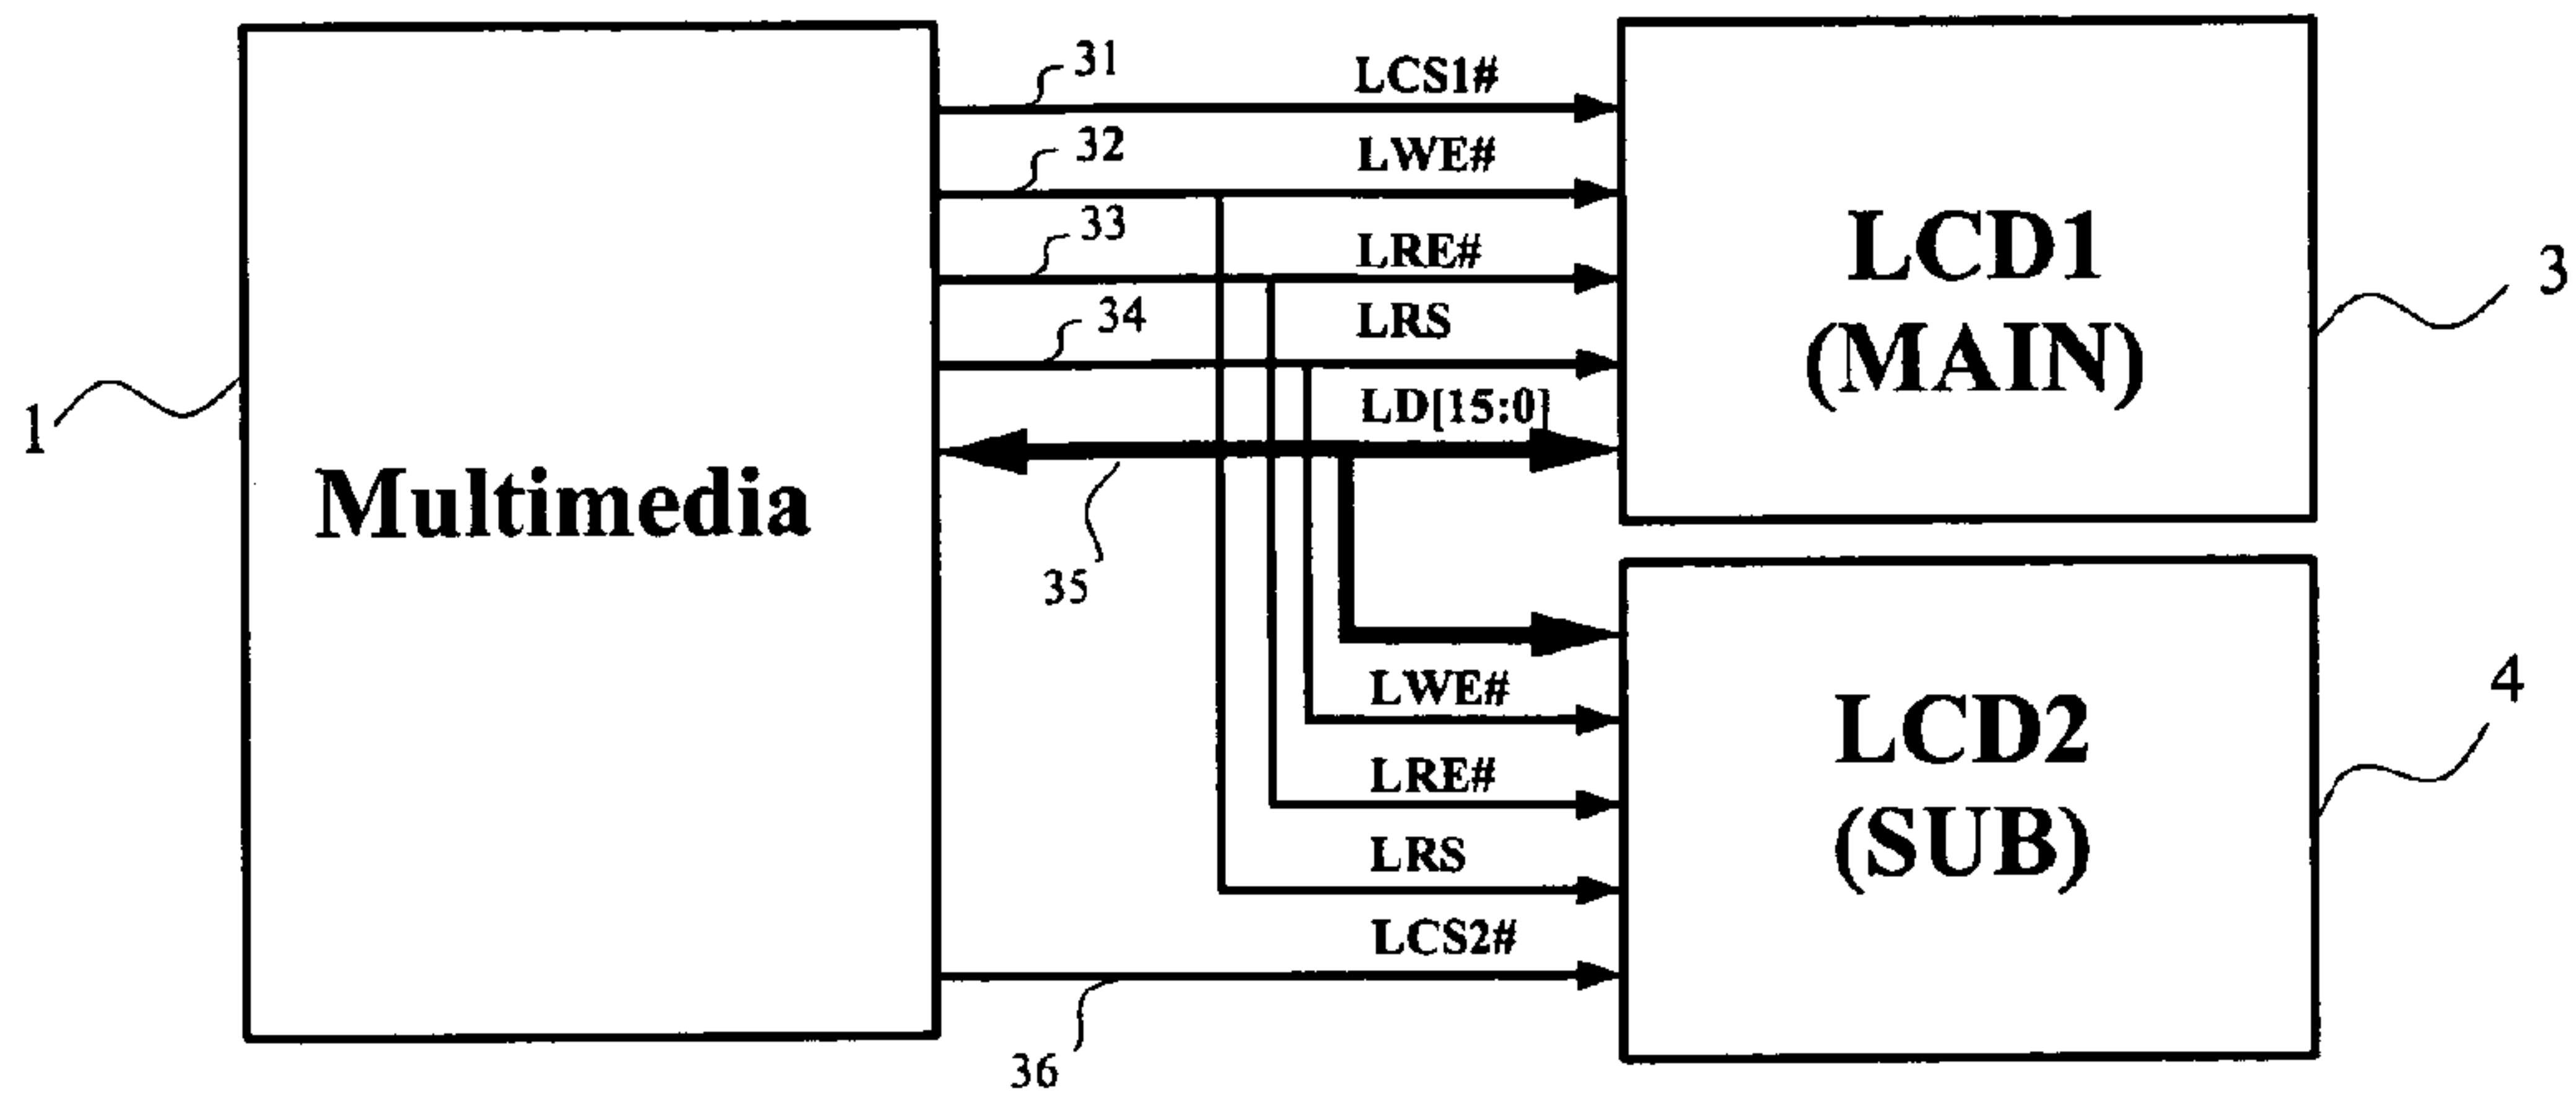 1
Multimedia
31
LCS1#
32
LWE#
33
LRE#
34
LRS
35
LD[15:0]
LCD1
(MAIN)
3
LWE#
LRE#
LRS
36
LCS2#
LCD2
(SUB)
4